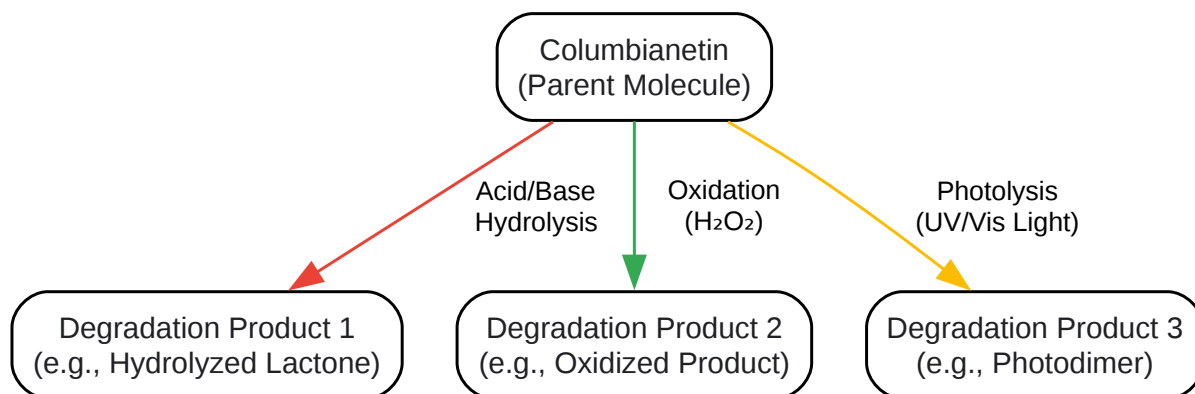 Columbianetin
(Parent Molecule)
Acid/Base
Hydrolysis
Oxidation
(H₂O₂)
Photolysis
(UV/Vis Light)
Degradation Product 1
(e.g., Hydrolyzed Lactone)
Degradation Product 2
(e.g., Oxidized Product)
Degradation Product 3
(e.g., Photodimer)